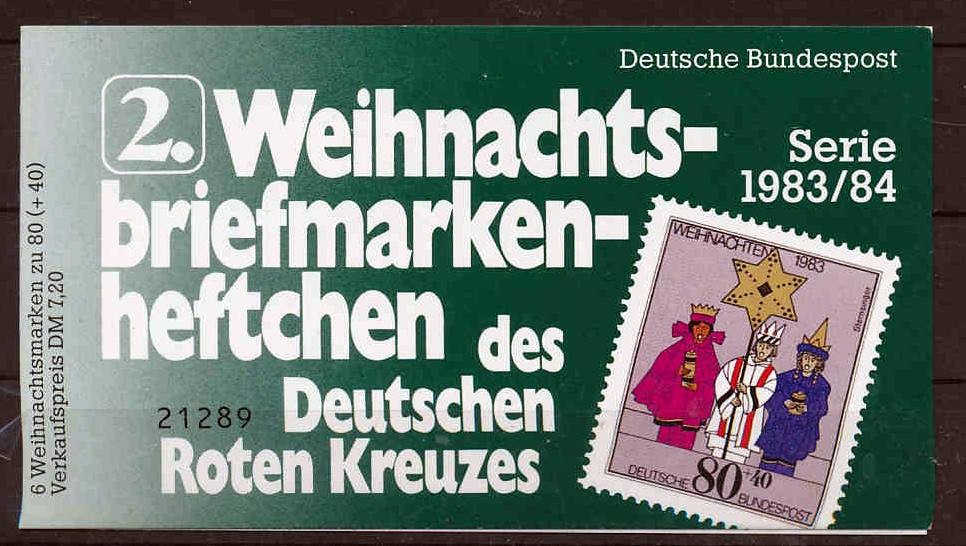 Deutsche Bundespost
2. Weihnachts-
briefmarken-
heftchen des
Deutschen
Roten Kreuzes
Serie
1983/84
21289
6 Weihnachtsmarken zu 80 (+ 40)
Verkaufspreis DM 7,20
WEIHNACHTEN 1983
Sternsinger
DEUTSCHE 80+40 BUNDESPOST